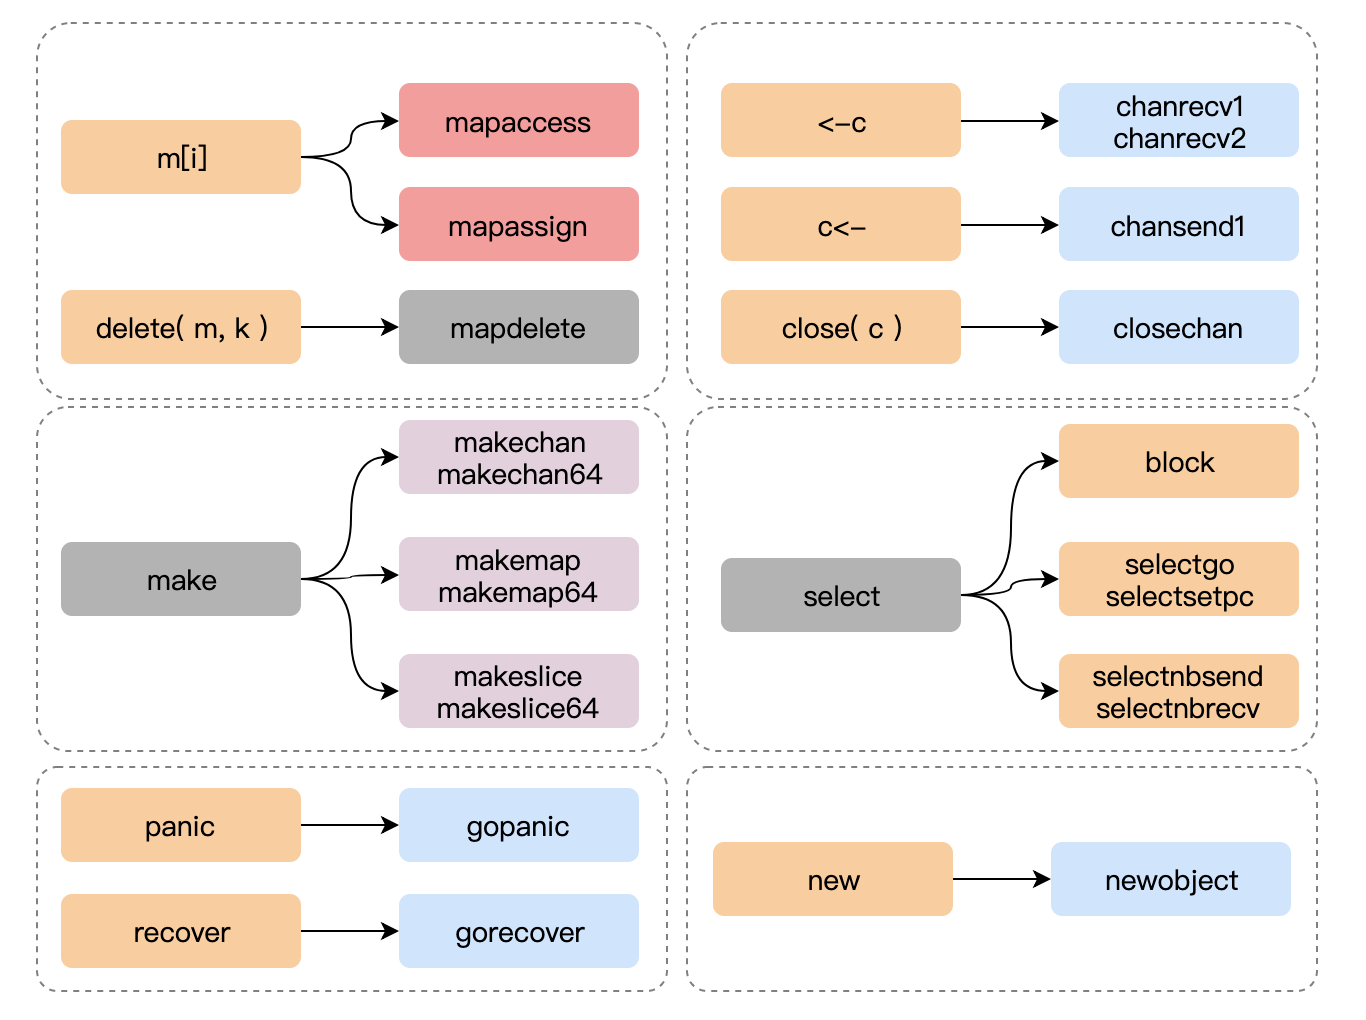 m[i]
mapaccess
mapassign
delete( m, k )
mapdelete
<-c
chanrecv1
chanrecv2
c<-
chansend1
close( c )
closechan
make
makechan
makechan64
makemap
makemap64
makeslice
makeslice64
select
block
selectgo
selectsetpc
selectnbsend
selectnbrecv
panic
gopanic
recover
gorecover
new
newobject